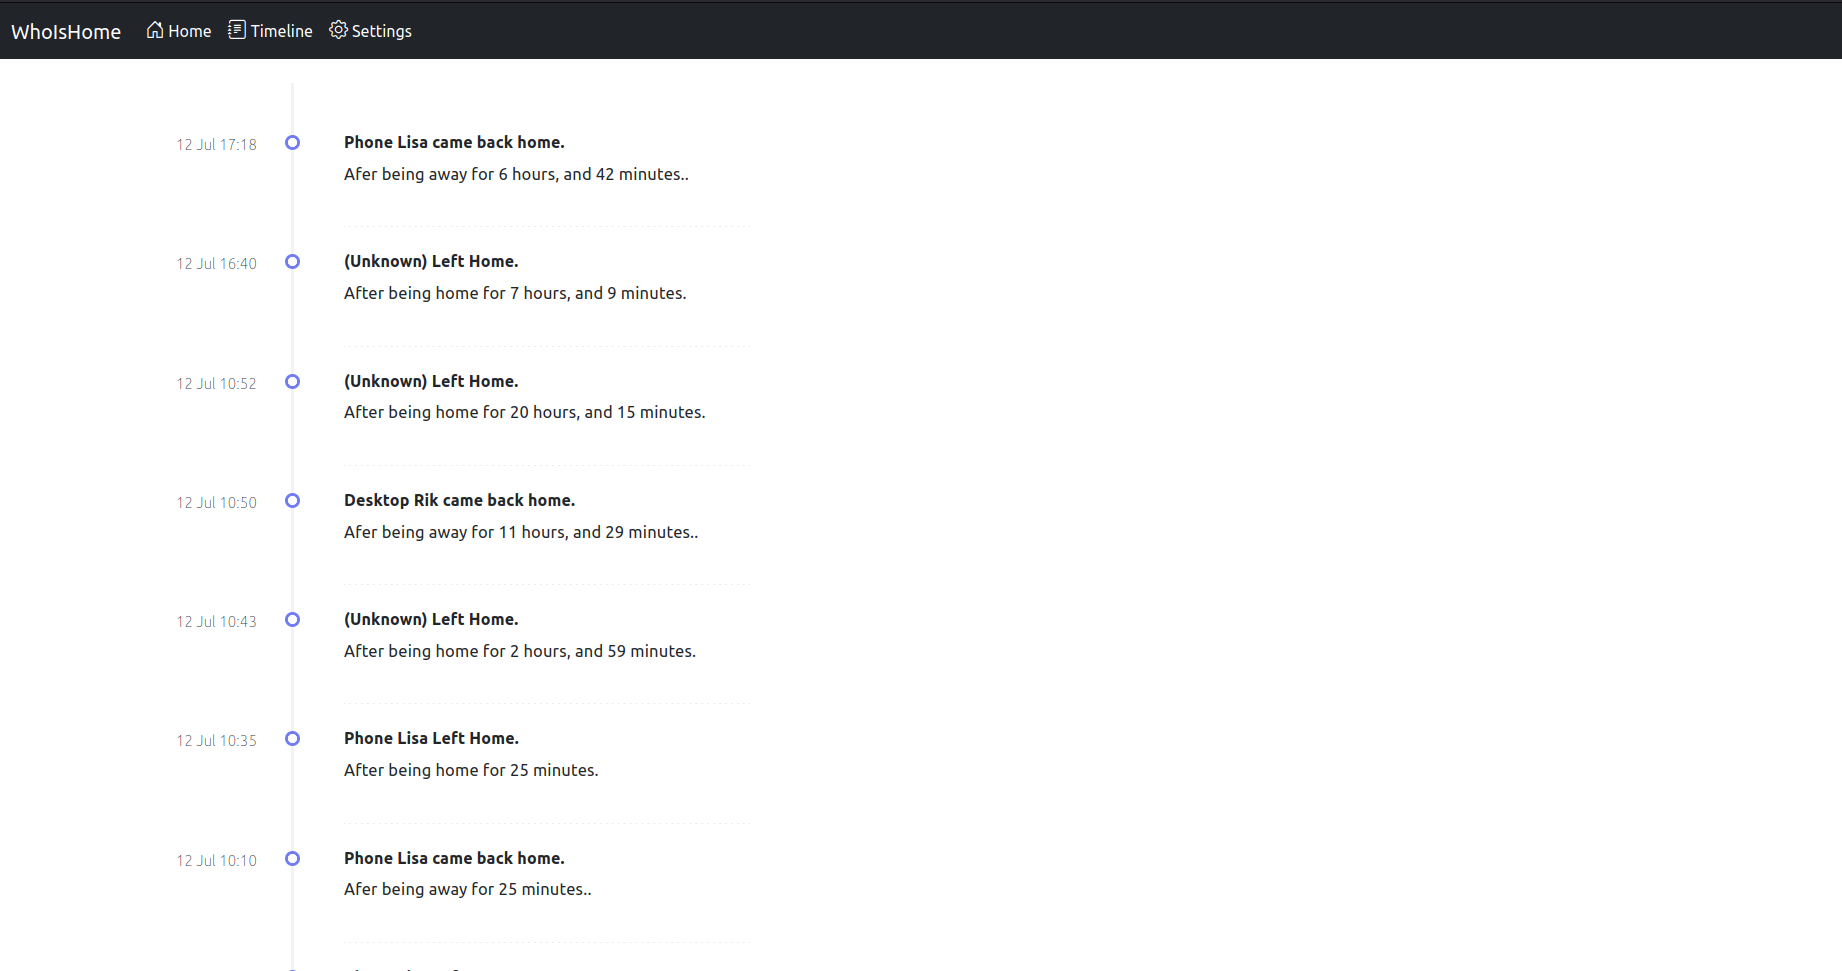 WhoIsHome Home Timeline Settings
12 Jul 17:18 Phone Lisa came back home.
Afer being away for 6 hours, and 42 minutes..
12 Jul 16:40 (Unknown) Left Home.
After being home for 7 hours, and 9 minutes.
12 Jul 10:52 (Unknown) Left Home.
After being home for 20 hours, and 15 minutes.
12 Jul 10:50 Desktop Rik came back home.
Afer being away for 11 hours, and 29 minutes..
12 Jul 10:43 (Unknown) Left Home.
After being home for 2 hours, and 59 minutes.
12 Jul 10:35 Phone Lisa Left Home.
After being home for 25 minutes.
12 Jul 10:10 Phone Lisa came back home.
Afer being away for 25 minutes..